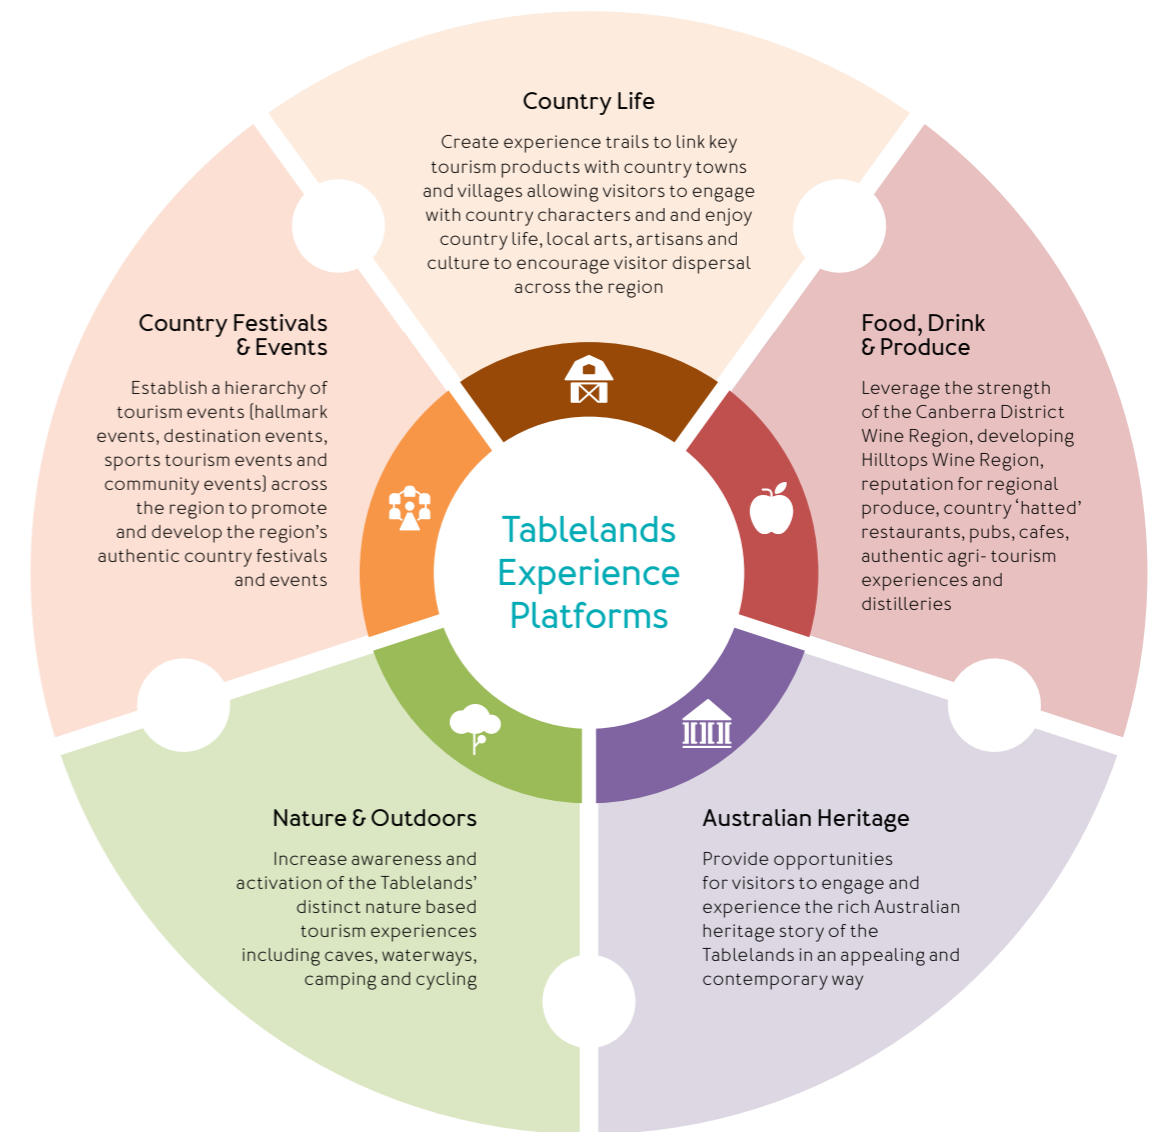 Country Life
Create experience trails to link key
tourism products with country towns
and villages allowing visitors to engage
with country characters and and enjoy
country life, local arts, artisans and
culture to encourage visitor dispersal
across the region
Country Festivals
& Events
Establish a hierarchy of
tourism events (hallmark
events, destination events,
sports tourism events and
community events) across
the region to promote
and develop the region's
authentic country festivals
and events
Food, Drink
& Produce
Leverage the strength
of the Canberra District
Wine Region, developing
Hilltops Wine Region,
reputation for regional
produce, country ‘hatted’
restaurants, pubs, cafes,
authentic agri- tourism
experiences and
distilleries
Tablelands
Experience
Platforms
Nature & Outdoors
Increase awareness and
activation of the Tablelands’
distinct nature based
tourism experiences
including caves, waterways,
camping and cycling
Australian Heritage
Provide opportunities
for visitors to engage and
experience the rich Australian
heritage story of the
Tablelands in an appealing and
contemporary way